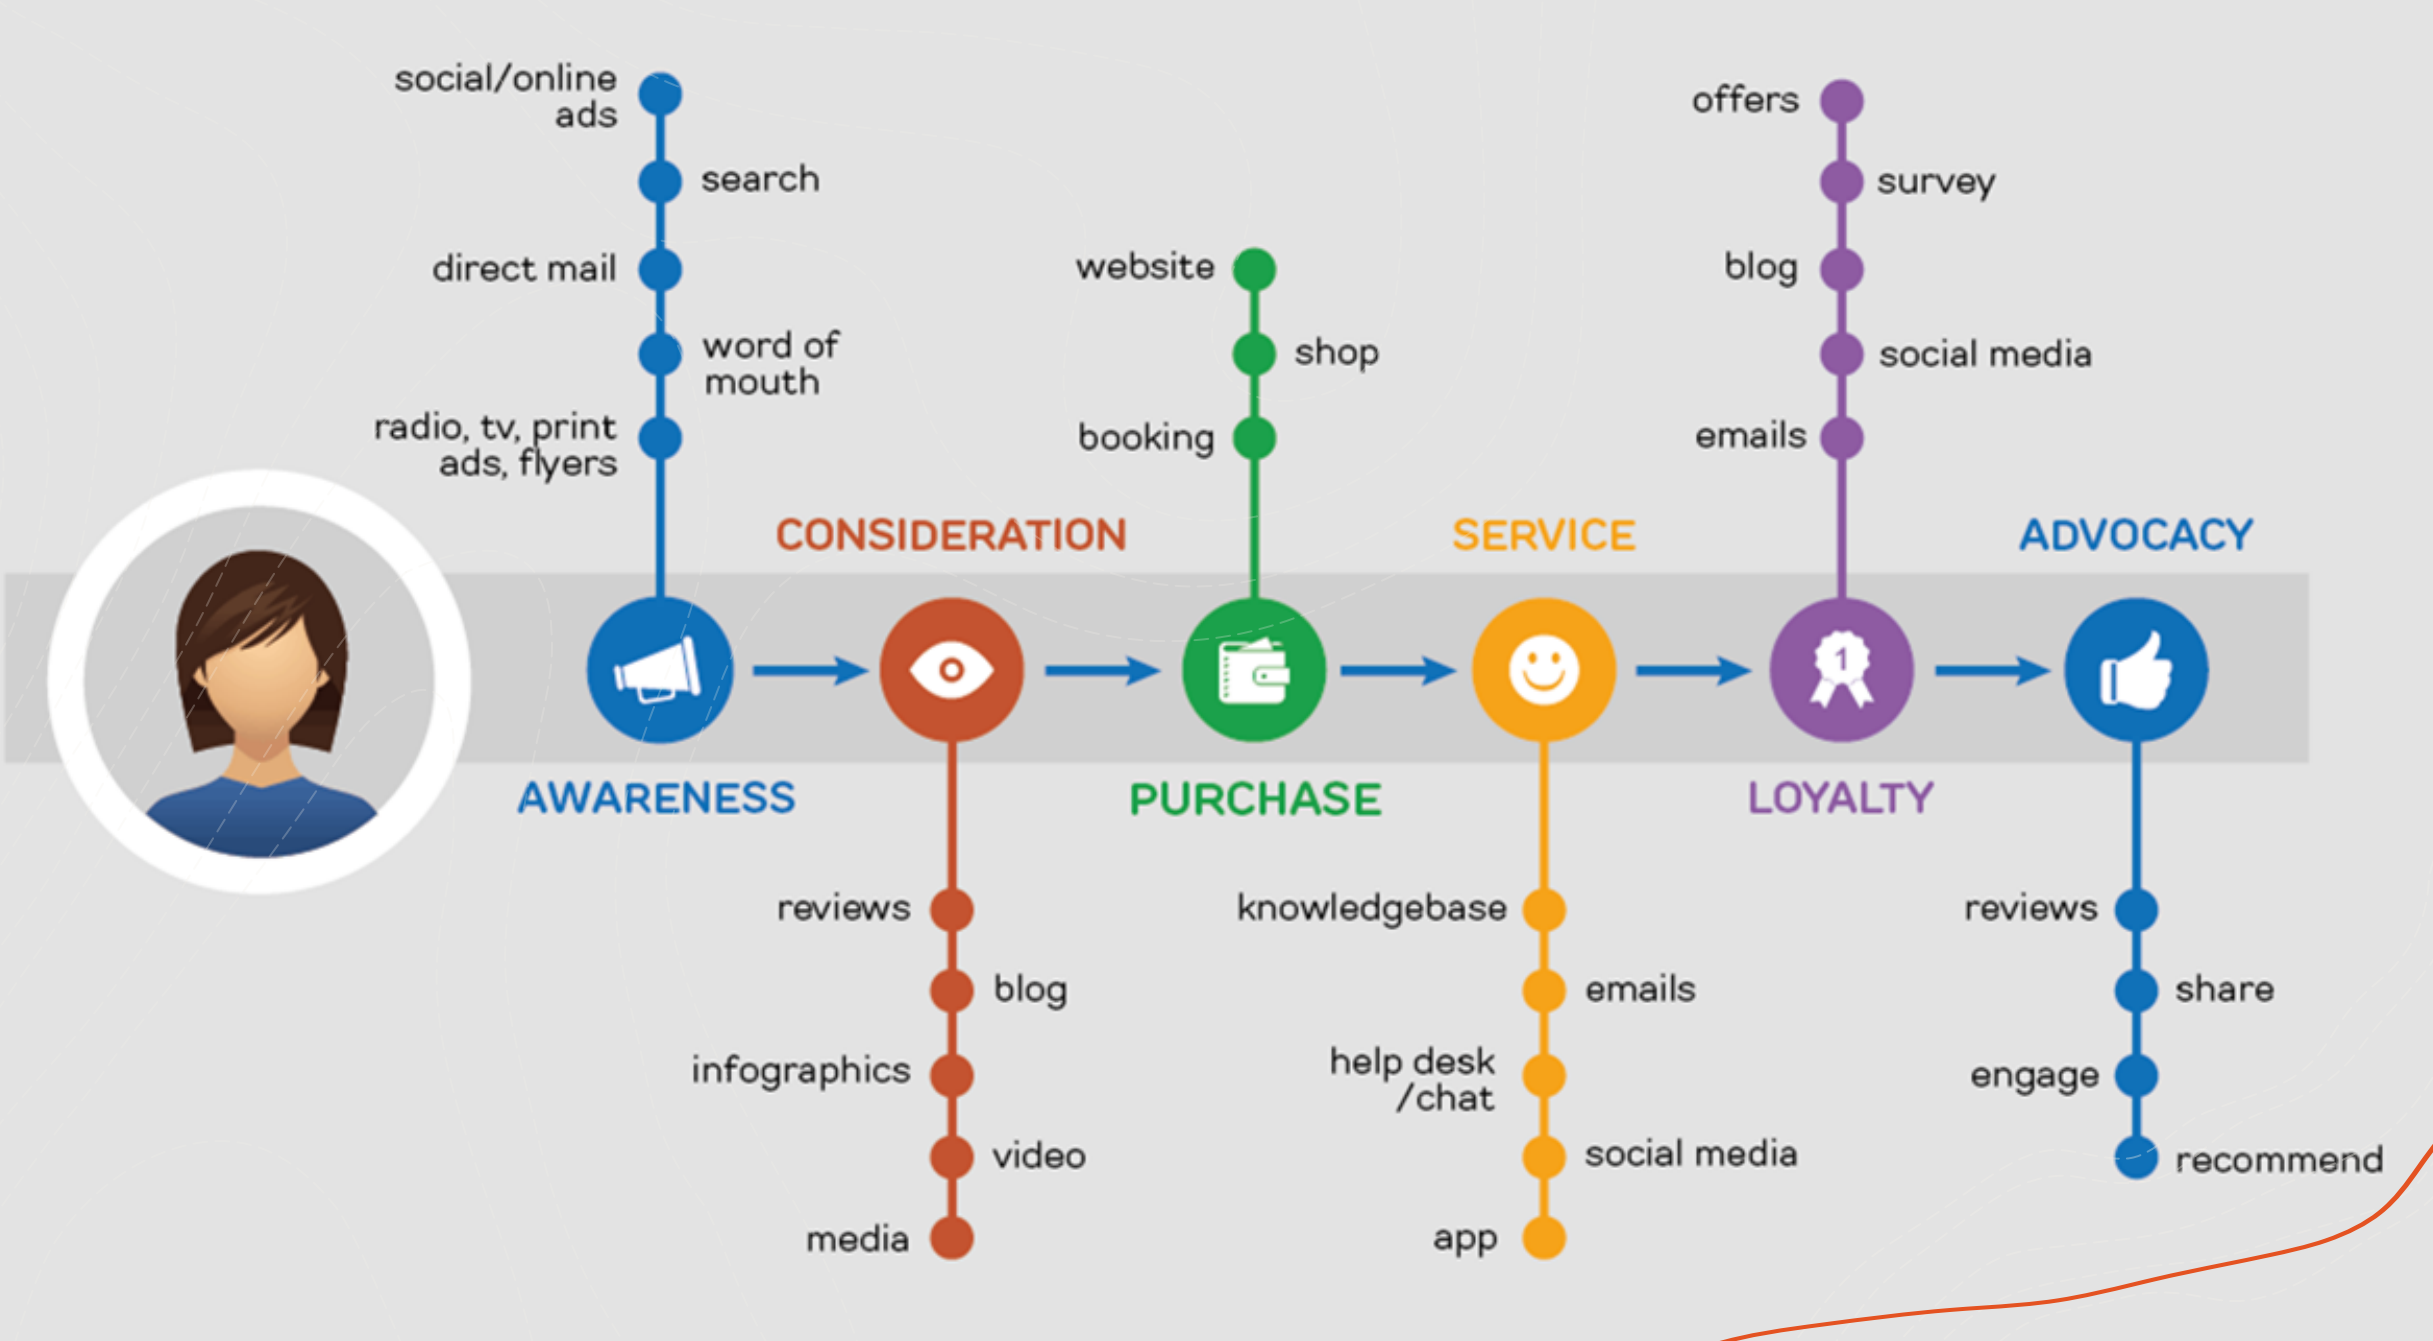 social/online
ads
search
direct mail
word of
mouth
radio, tv, print
ads, flyers
AWARENESS
CONSIDERATION
reviews
blog
infographics
video
media
website
shop
booking
PURCHASE
SERVICE
knowledgebase
emails
help desk
/chat
social media
app
offers
survey
blog
social media
emails
1
LOYALTY
ADVOCACY
reviews
share
engage
recommend